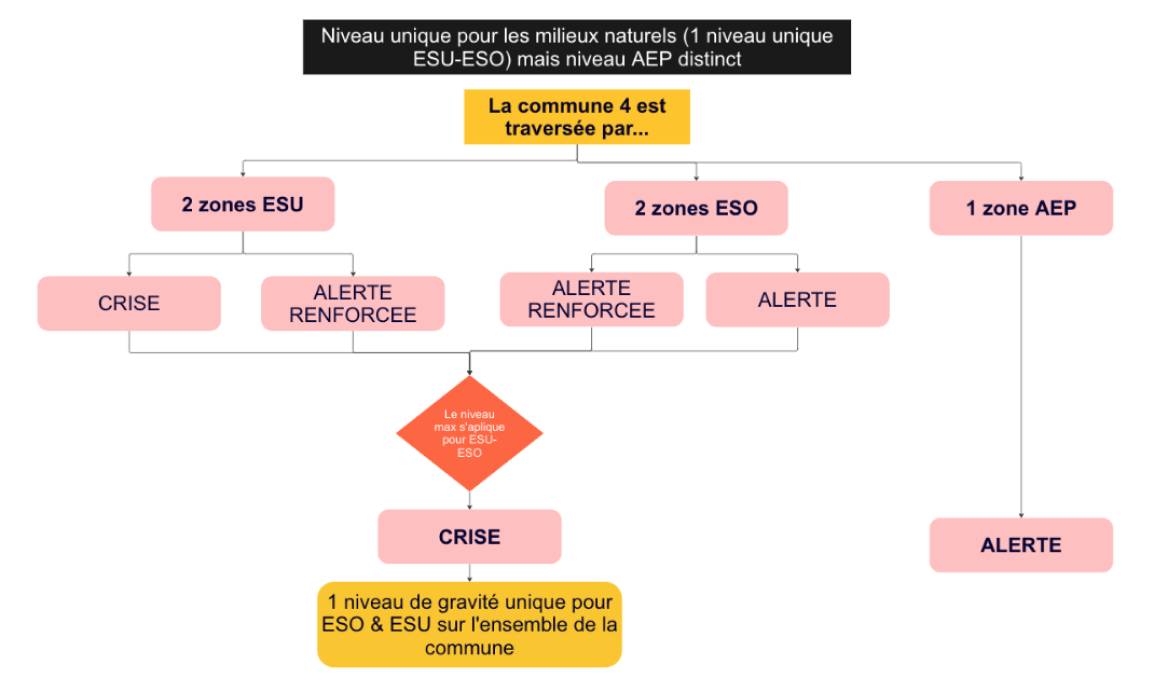 Niveau unique pour les milieux naturels (1 niveau unique
ESU-ESO) mais niveau AEP distinct
La commune 4 est
traversée par...
2 zones ESU
2 zones ESO
1 zone AEP
CRISE
ALERTE
RENFORCEE
ALERTE
RENFORCEE
ALERTE
Le niveau
max s'aplique
pour ESU-
ESO
CRISE
ALERTE
1 niveau de gravité unique pour
ESO & ESU sur l'ensemble de la
commune